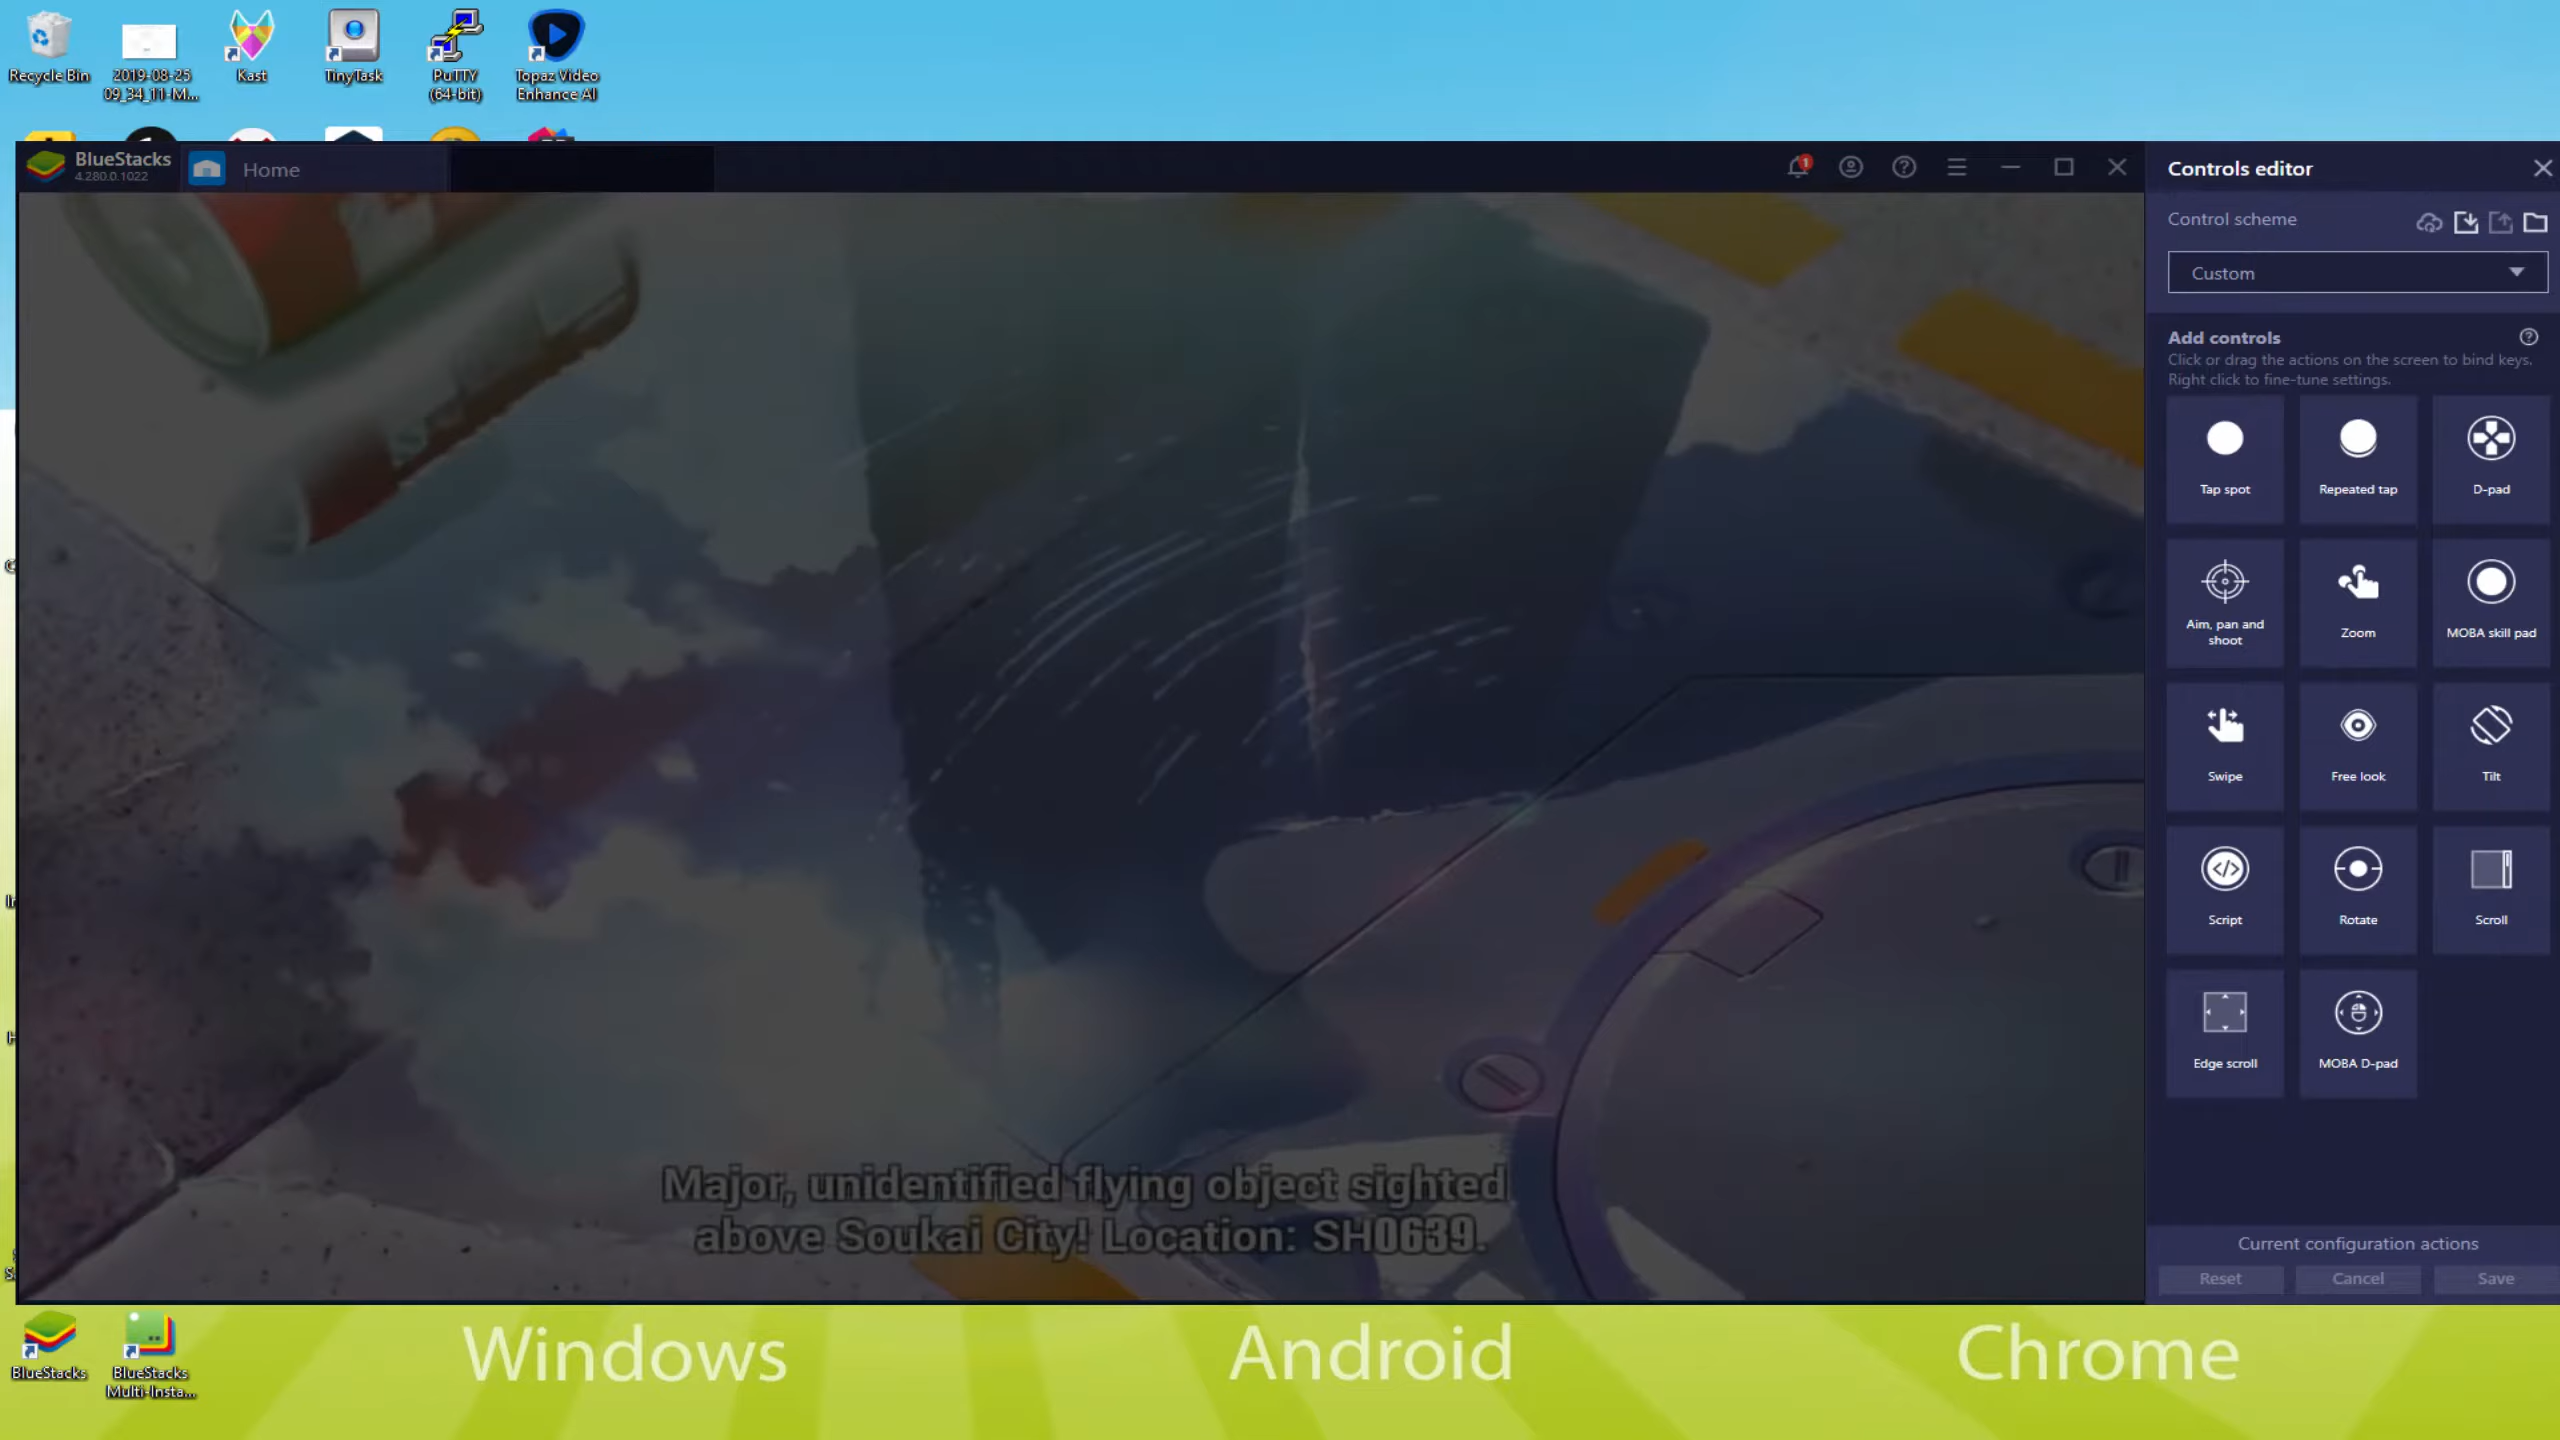 Recycle Bin
2019-08-25
09_34_11-M...
Kast
TinyTask
PuTTY
(64-bit)
Topaz Video
Enhance AI
BlueStacks
4.280.0.1022
Home
1
Controls editor
Control scheme
Custom
Add controls
Click or drag the actions on the screen to bind keys.
Right click to fine-tune settings.
Tap spot
Repeated tap
D-pad
Aim, pan and
shoot
Zoom
MOBA skill pad
Swipe
Free look
Tilt
Script
Rotate
Scroll
Edge scroll
MOBA D-pad
Major, unidentified flying object sighted
above Soukai City! Location: SH0639.
Current configuration actions
Reset
Cancel
Save
BlueStacks
BlueStacks
Multi-Insta...
Windows
Android
Chrome